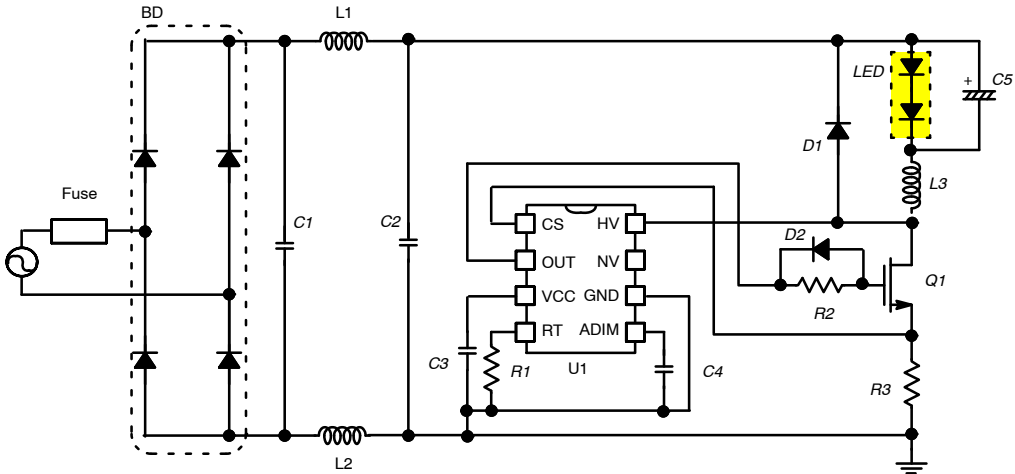 BD
L1
LED
+
C5
D1
Fuse
L3
C1
C2
CS
HV
D2
OUT
NV
Q1
VCC
GND
R2
RT
ADIM
C3
R1
U1
C4
R3
L2